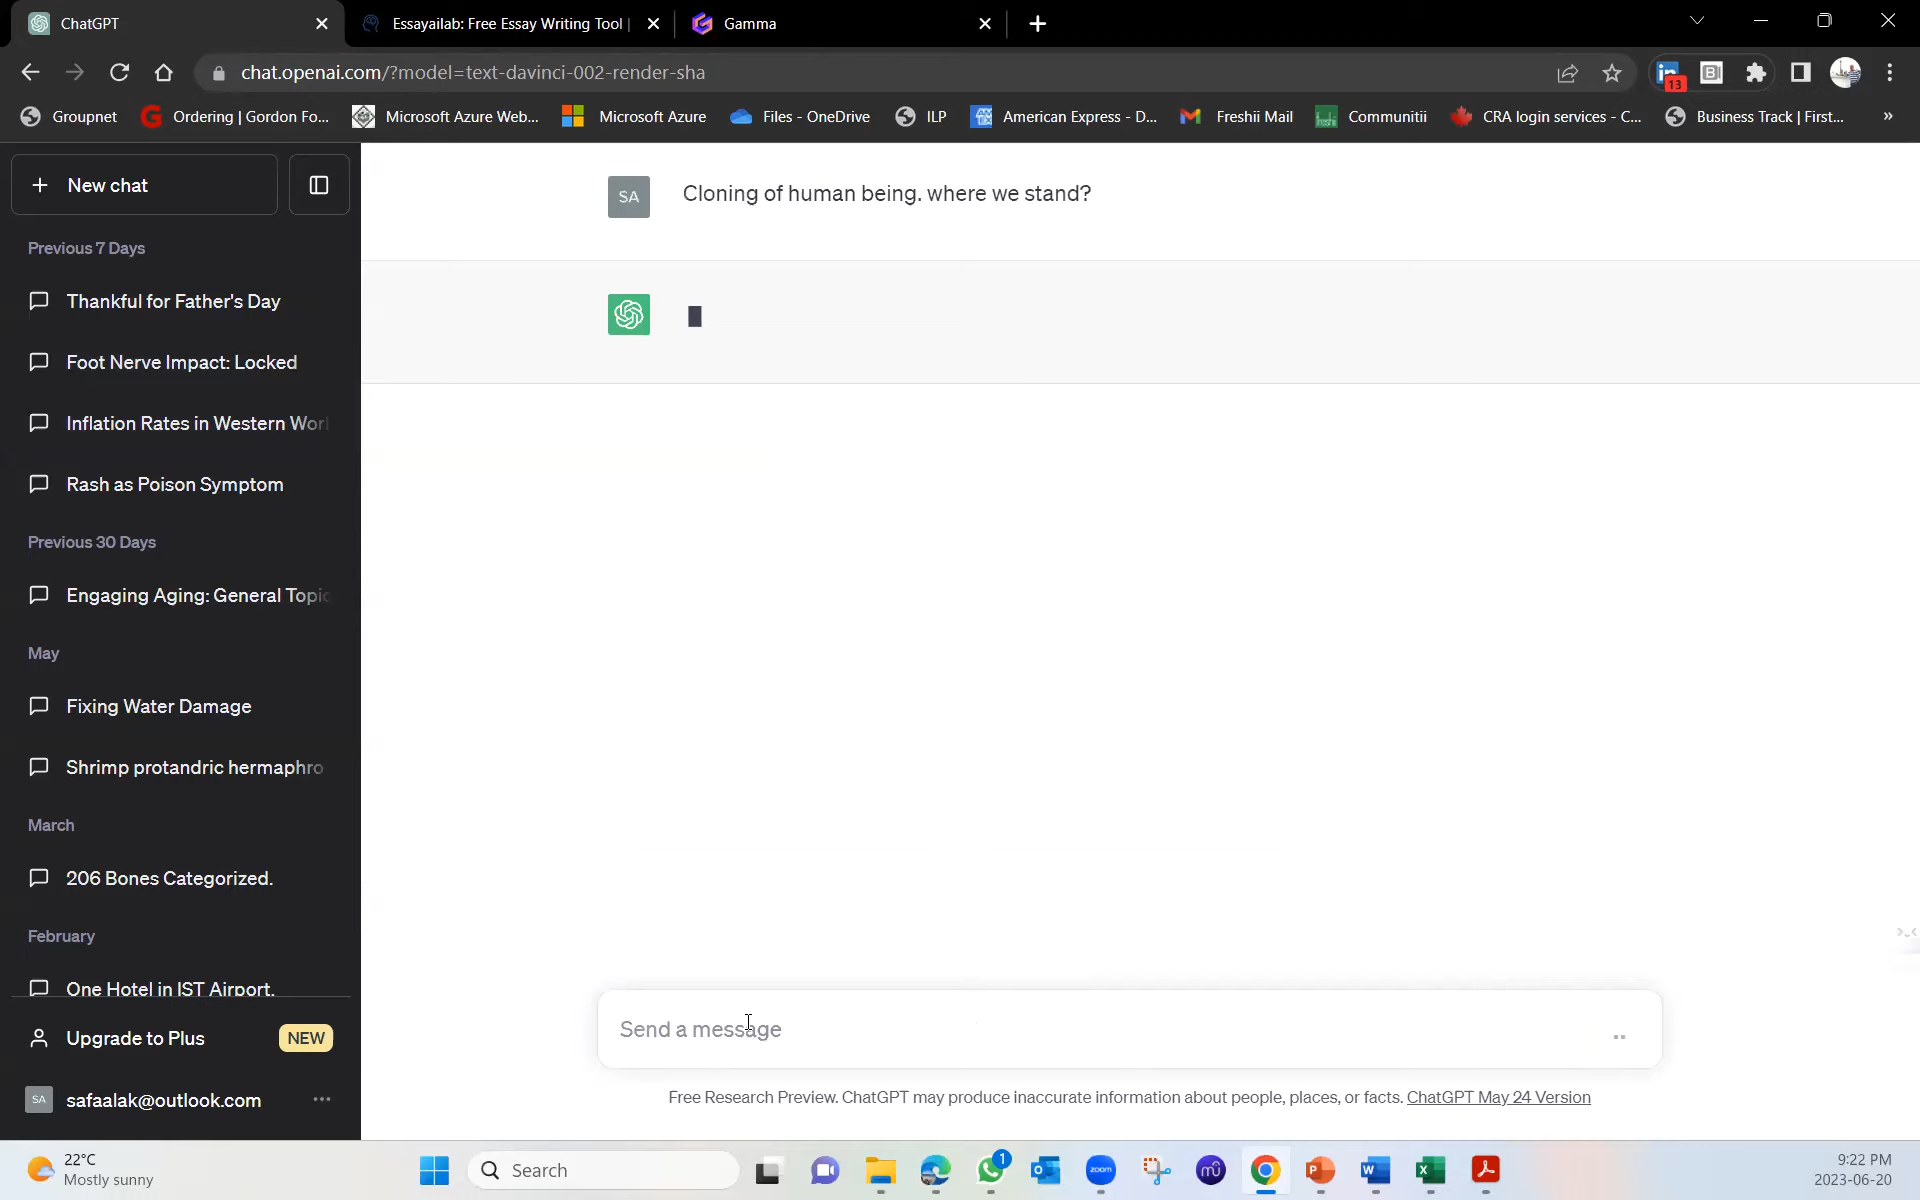 ChatGPT
Essayailab: Free Essay Writing Tool |
Gamma
chat.openai.com/?model=text-davinci-002-render-sha
13
Groupnet
Ordering | Gordon Fo...
Microsoft Azure Web...
Microsoft Azure
Files - OneDrive
ILP
American Express - D...
Freshii Mail
Communitii
CRA login services - C...
Business Track | First...
»
New chat
Previous 7 Days
Thankful for Father's Day
Foot Nerve Impact: Locked
Inflation Rates in Western Worl
Rash as Poison Symptom
Previous 30 Days
Engaging Aging: General Topic
May
Fixing Water Damage
Shrimp protandric hermaphro
March
206 Bones Categorized.
February
One Hotel in IST Airport.
Upgrade to Plus
NEW
SA
safaalak@outlook.com
SA
Cloning of human being. where we stand?
Send a message
Free Research Preview. ChatGPT may produce inaccurate information about people, places, or facts. ChatGPT May 24 Version
22°C
Mostly sunny
Search
1
zoom
9:22 PM
2023-06-20